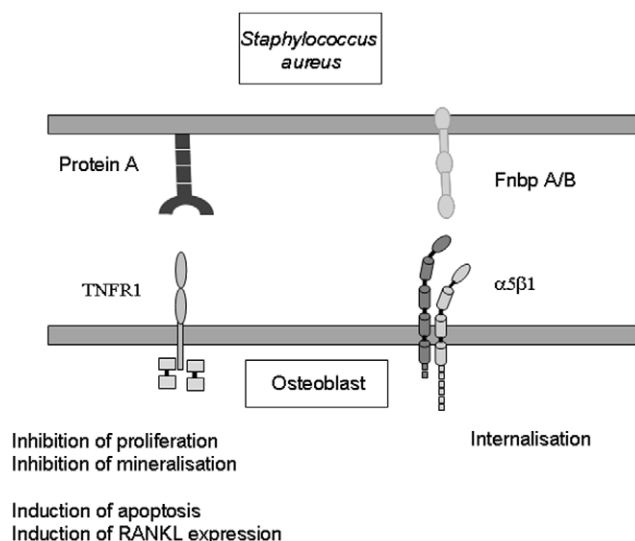 Staphylococcus
aureus
Protein A
Fnbp A/B
TNFR1
α5β1
Osteoblast
Inhibition of proliferation
Inhibition of mineralisation
Internalisation
Induction of apoptosis
Induction of RANKL expression